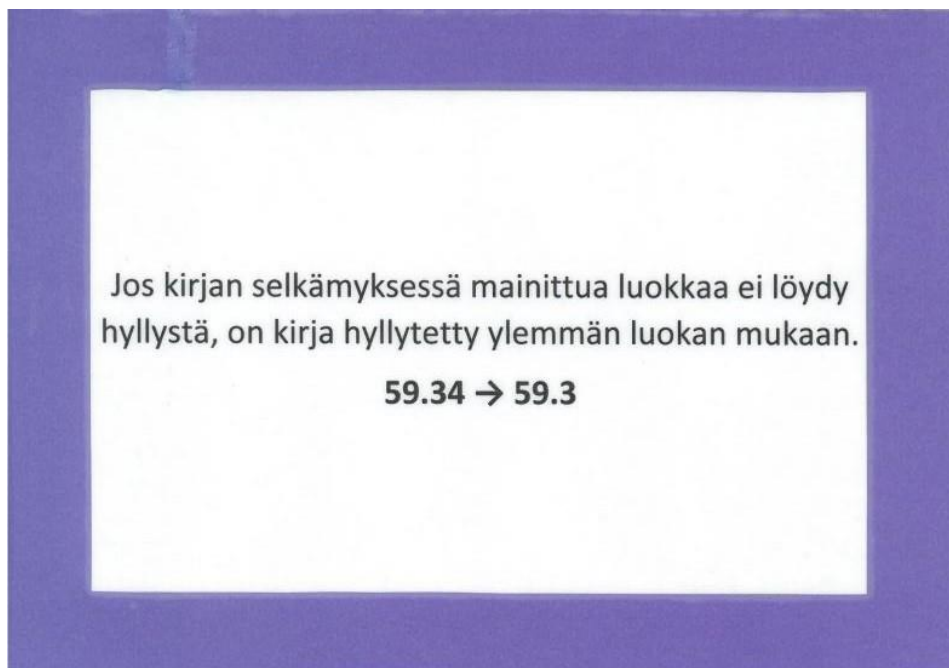 Jos kirjan selkämyksessä mainittua luokkaa ei löydy
hyllystä, on kirja hyllytetty ylemmän luokan mukaan.
59.34 → 59.3